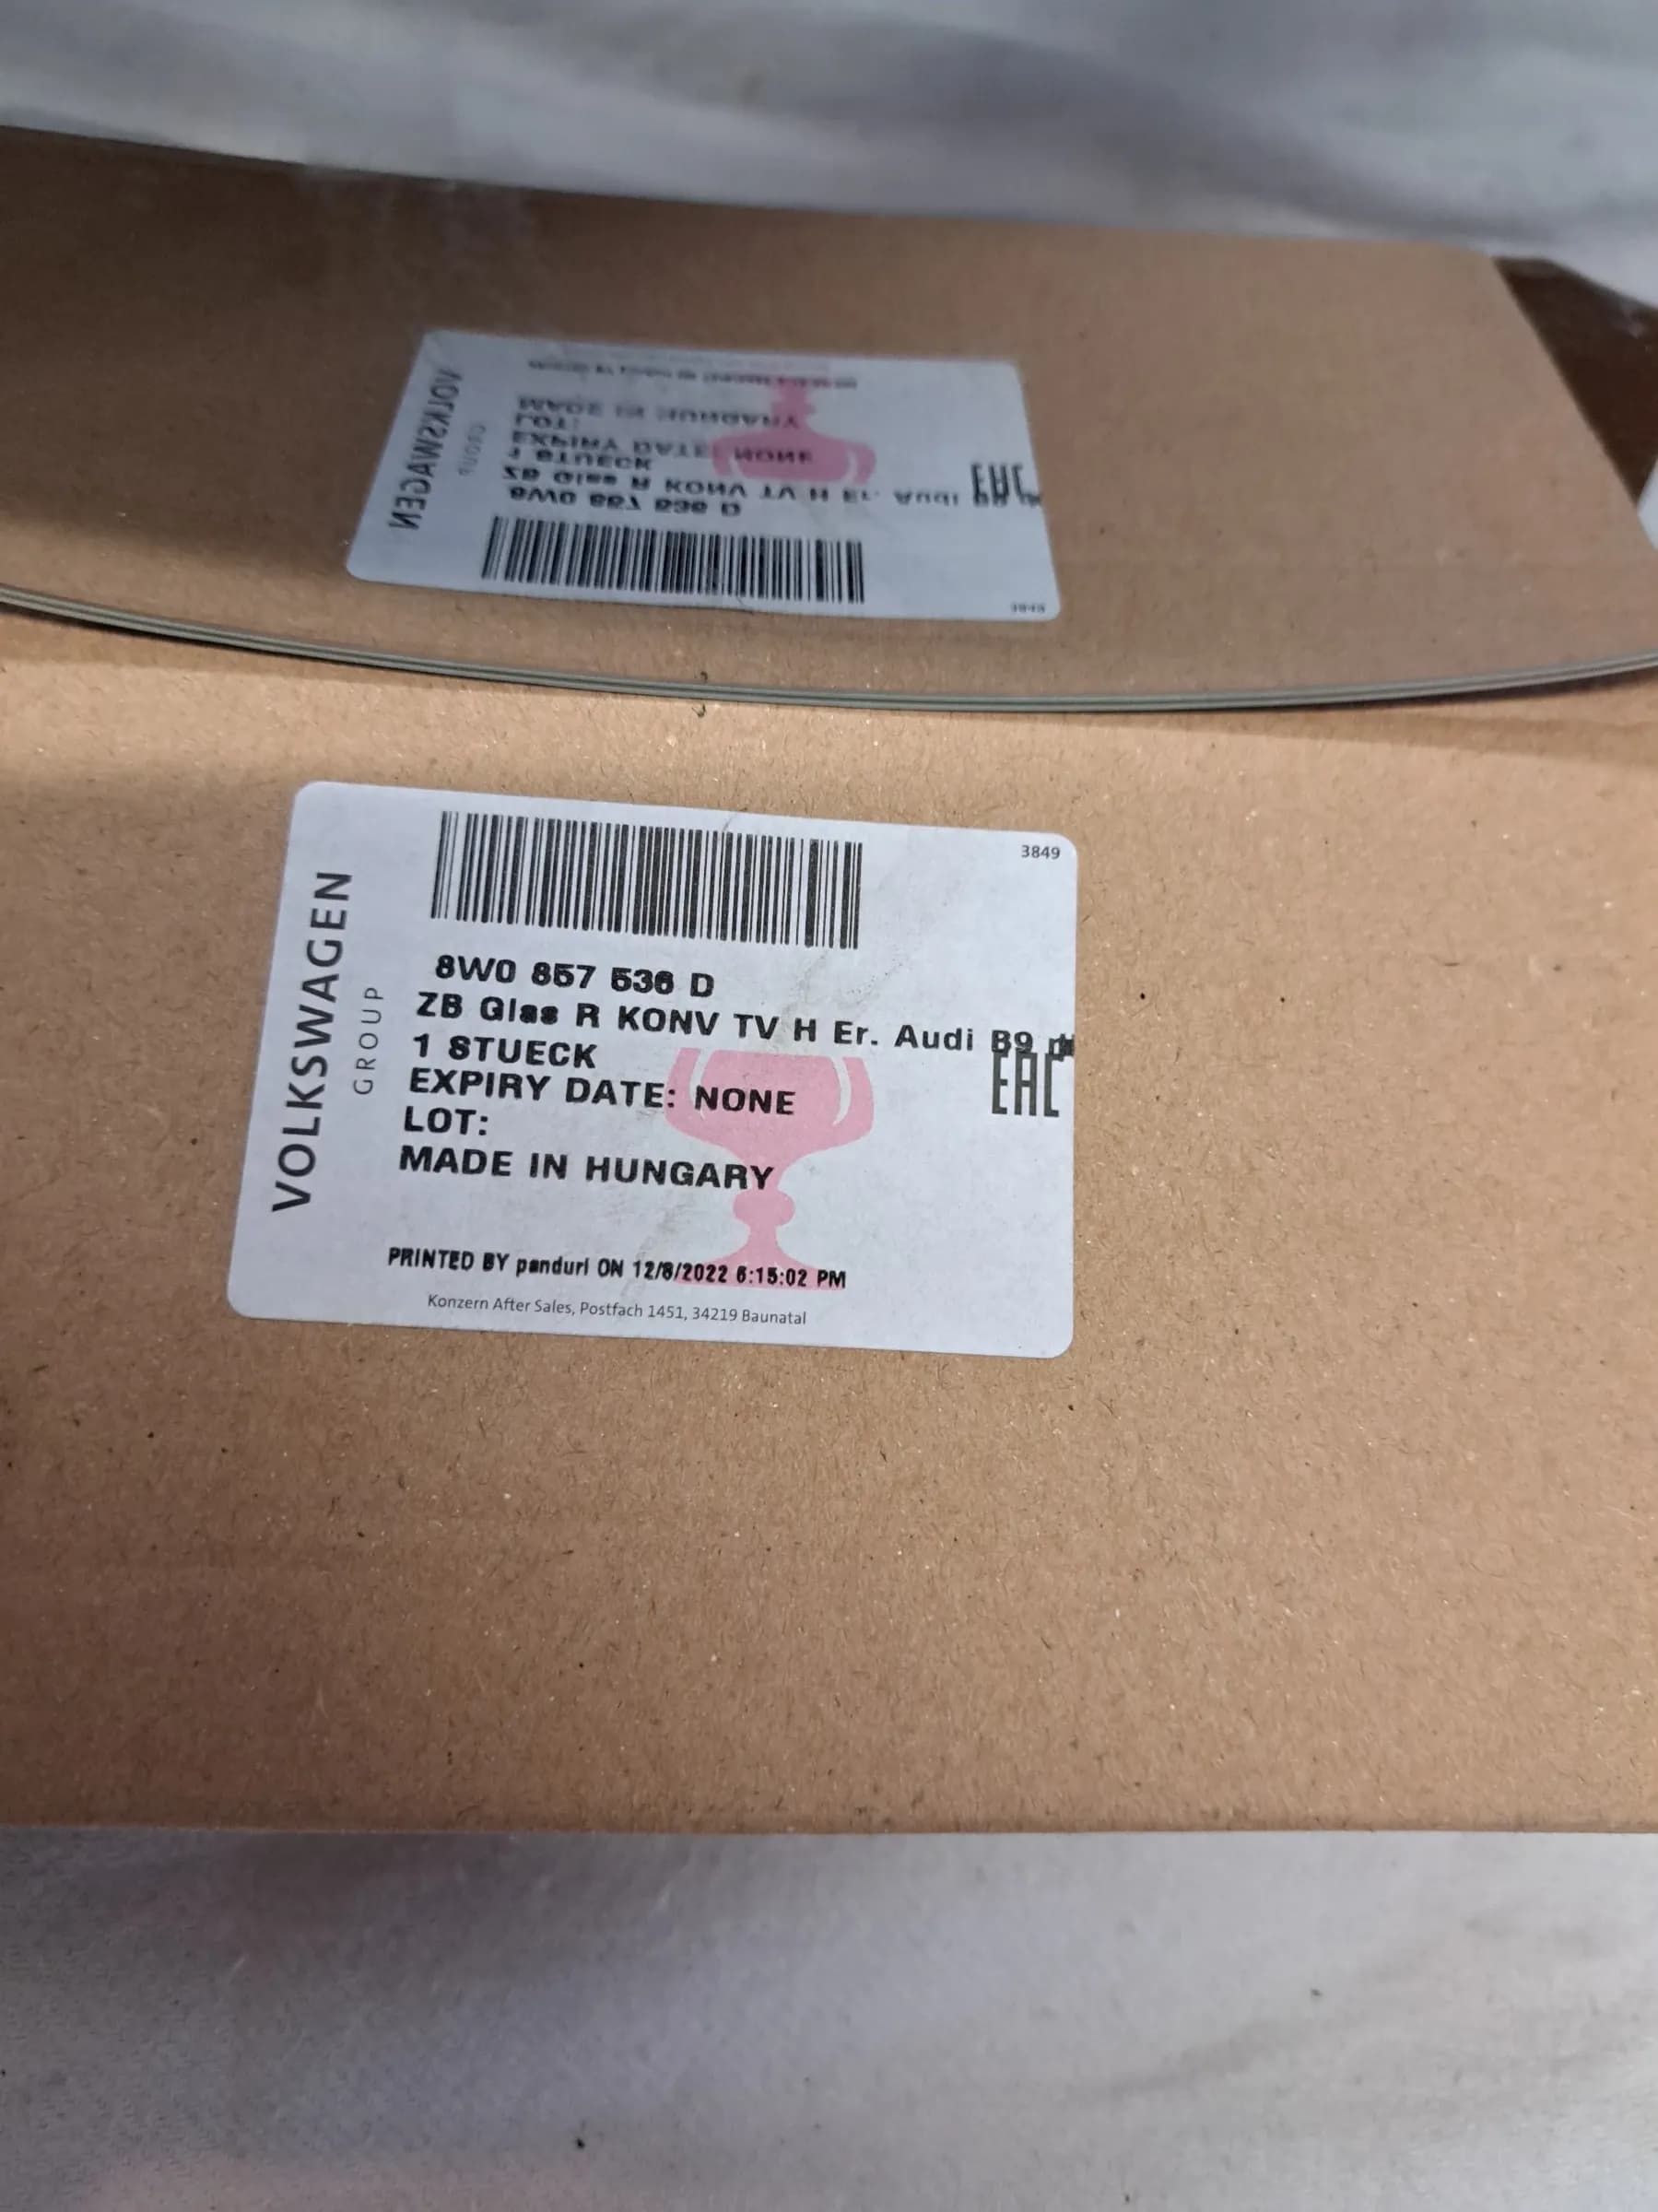 3849
VOLKSWAGEN
GROUP
8W0 857 536 D
ZB Glas R KONV TV H Er. Audi B9
EAC
1 STUECK
EXPIRY DATE: NONE
LOT:
MADE IN HUNGARY
PRINTED BY panduri ON 12/8/2022 6:15:02 PM
Konzern After Sales, Postfach 1451, 34219 Baunatal